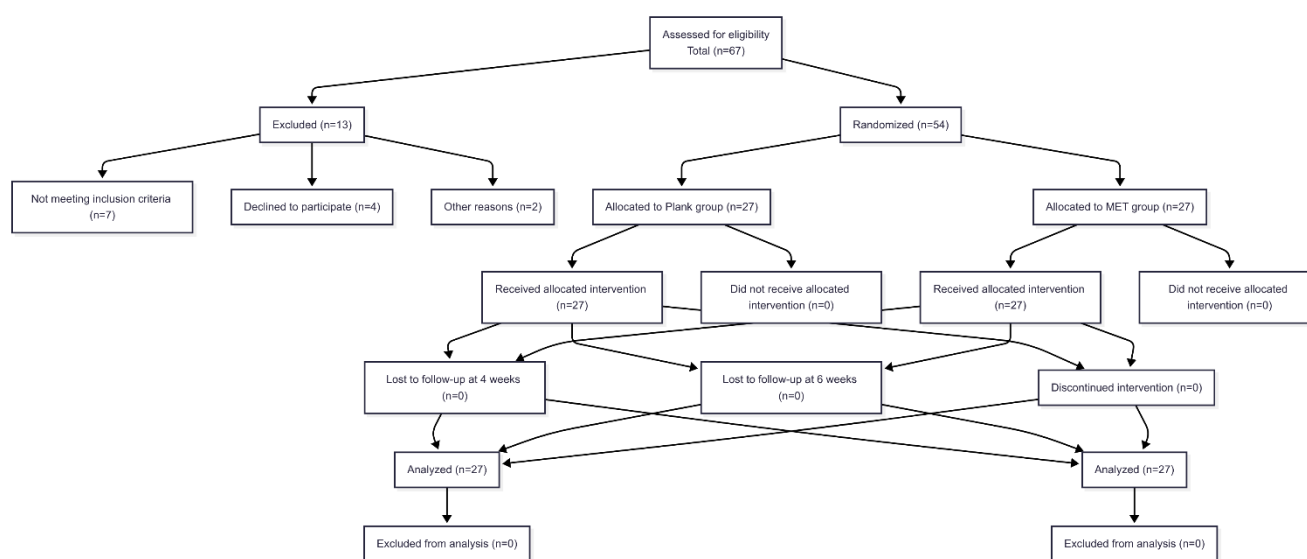 Assessed for eligibility
Total (n=67)
Excluded (n=13)
Randomized (n=54)
Not meeting inclusion criteria
(n=7)
Declined to participate (n=4)
Other reasons (n=2)
Allocated to Plank group (n=27)
Allocated to MET group (n=27)
Received allocated intervention
(n=27)
Did not receive allocated
intervention (n=0)
Received allocated intervention
(n=27)
Did not receive allocated
intervention (n=0)
Lost to follow-up at 4 weeks
(n=0)
Lost to follow-up at 6 weeks
(n=0)
Discontinued intervention (n=0)
Analyzed (n=27)
Analyzed (n=27)
Excluded from analysis (n=0)
Excluded from analysis (n=0)